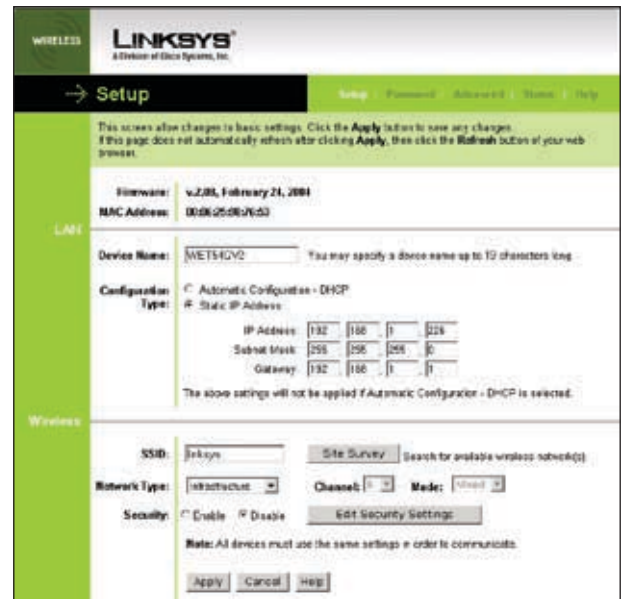 WIRELESS
LINKSYS®
A Division of Cisco Systems, Inc.
Setup
Setup | Password | Advanced | Status | Help
This screen allow changes to basic settings. Click the Apply button to save any changes.
If this page does not automatically refresh after clicking Apply, then click the Refresh button of your web
browser.
Firmware: v.2.08, February 24, 2004
MAC Address:
LAN
Device Name: WET54GV2 You may specify a device name up to 19 characters long
Configuration Type:
Automatic Configuration - DHCP
Static IP Address
IP Address 192 . 168 . 1 . 226
Subnet Mask 255 . 255 . 255 . 0
Gateway 192 . 168 . 1 . 1
The above settings will not be applied if Automatic Configuration - DHCP is selected.
Wireless
SSID: linksys Site Survey Search for available wireless network(s)
Network Type: Infrastructure Channel: 6 Mode: Mixed
Security: Enable Disable Edit Security Settings
Note: All devices must use the same settings in order to communicate.
Apply Cancel Help